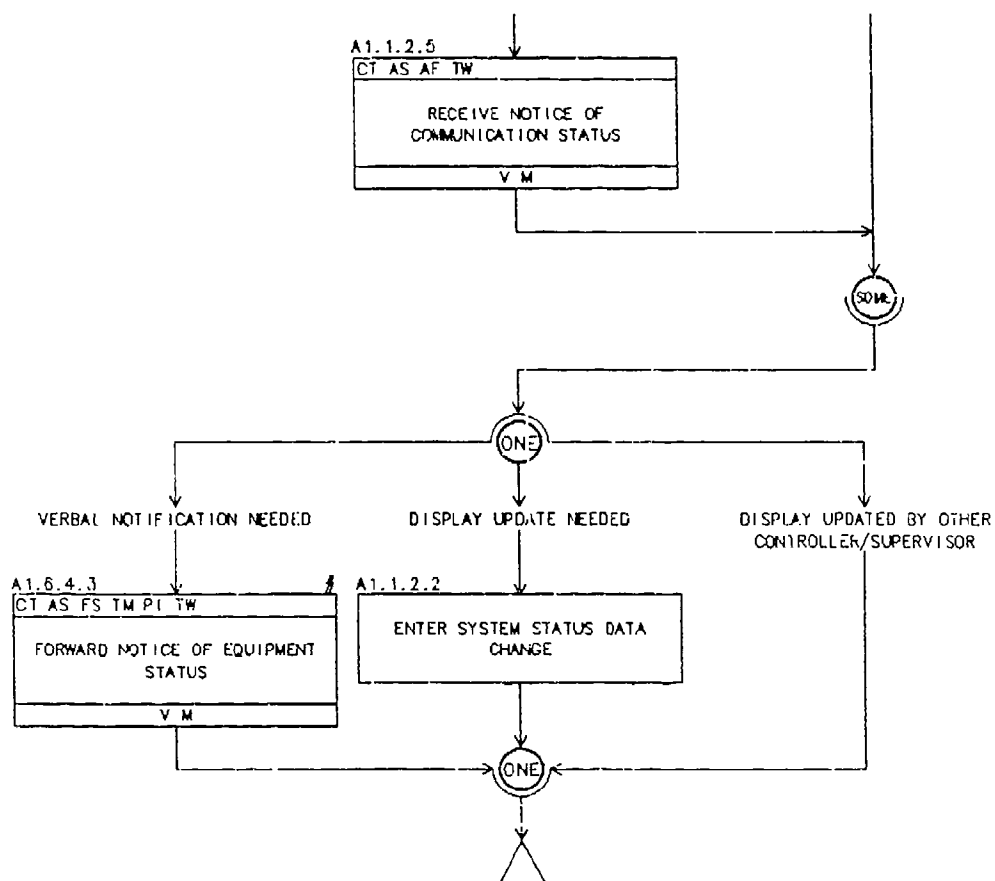 A1.1.2.5
CT AS AF TW
RECEIVE NOTICE OF
COMMUNICATION STATUS
V M
SOME
ONE
VERBAL NOTIFICATION NEEDED
DISPLAY UPDATE NEEDED
DISPLAY UPDATED BY OTHER
CONTROLLER/SUPERVISOR
A1.6.4.3
CT AS FS TM PI TW
FORWARD NOTICE OF EQUIPMENT
STATUS
V M
A1.1.2.2
ENTER SYSTEM STATUS DATA
CHANGE
ONE